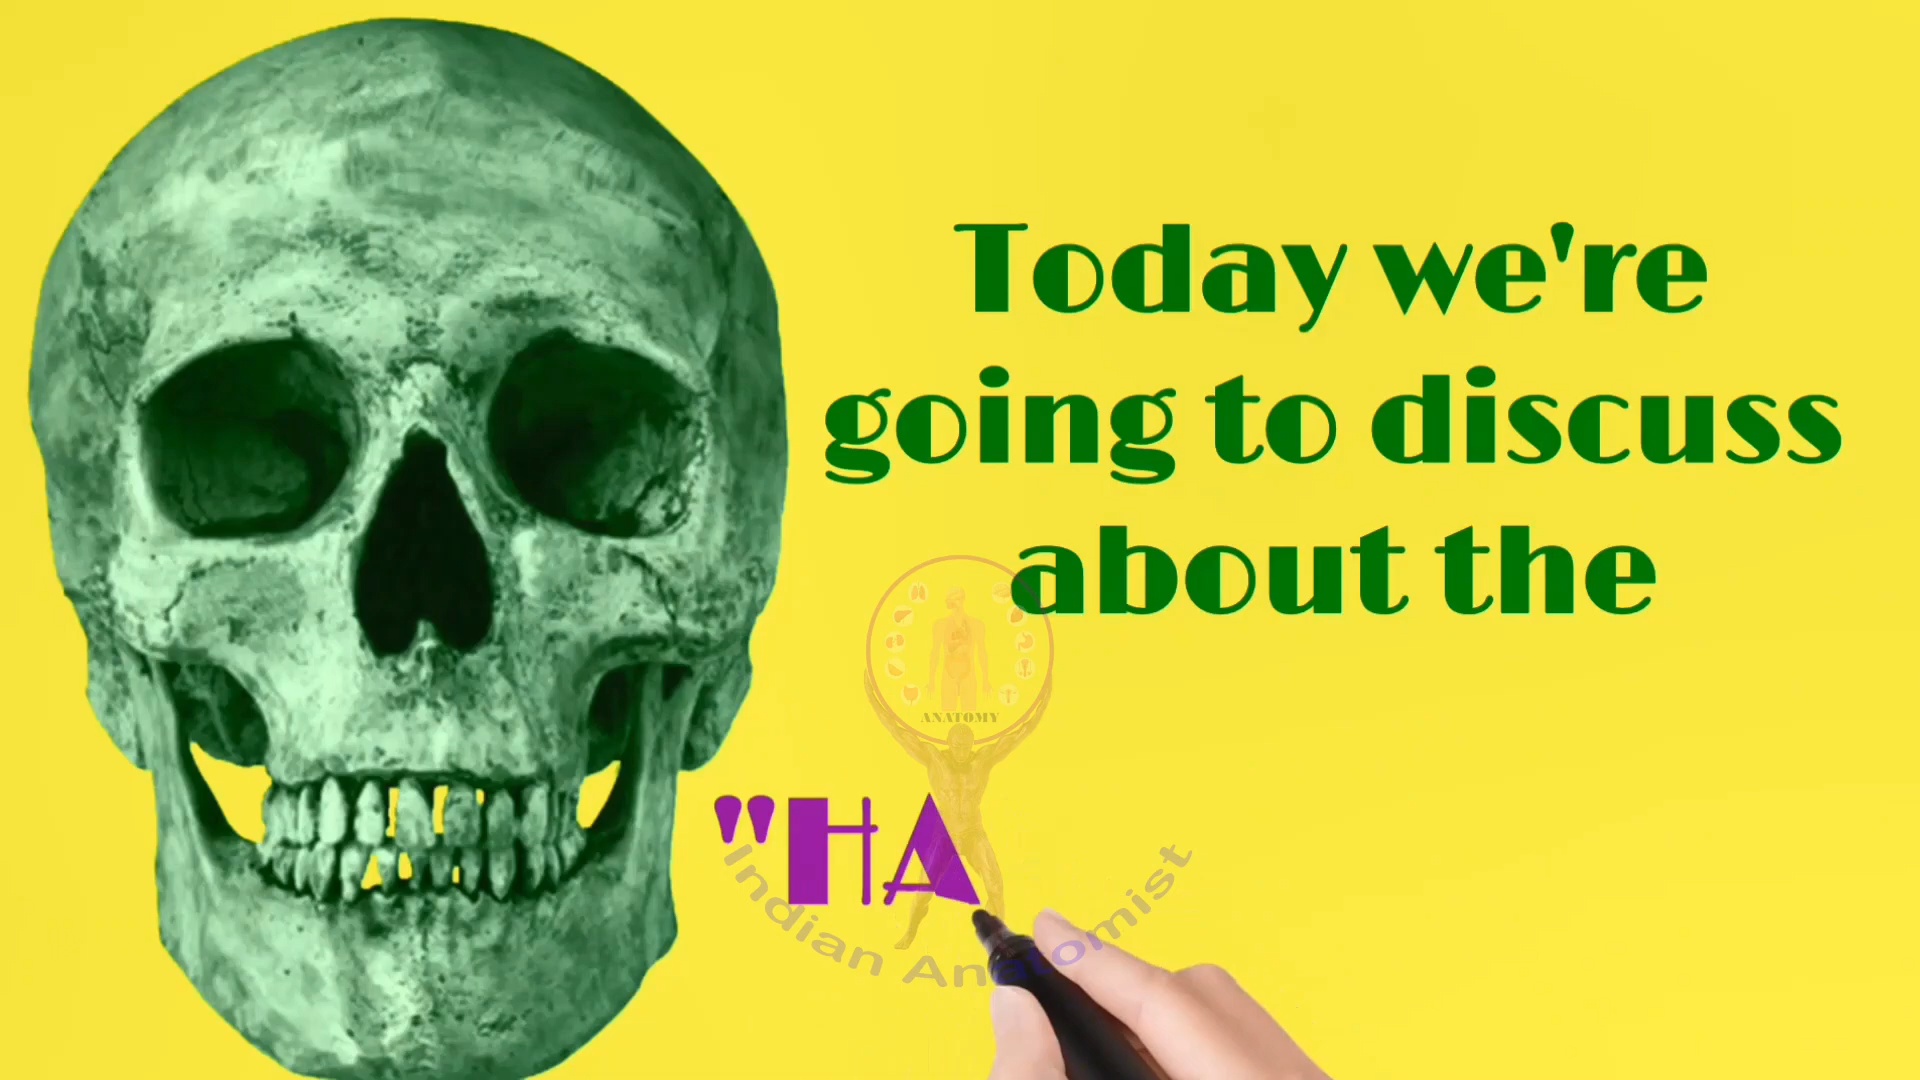 Today we're
going to discuss
about the
ANATOMY
"HA
Indian Anatomist